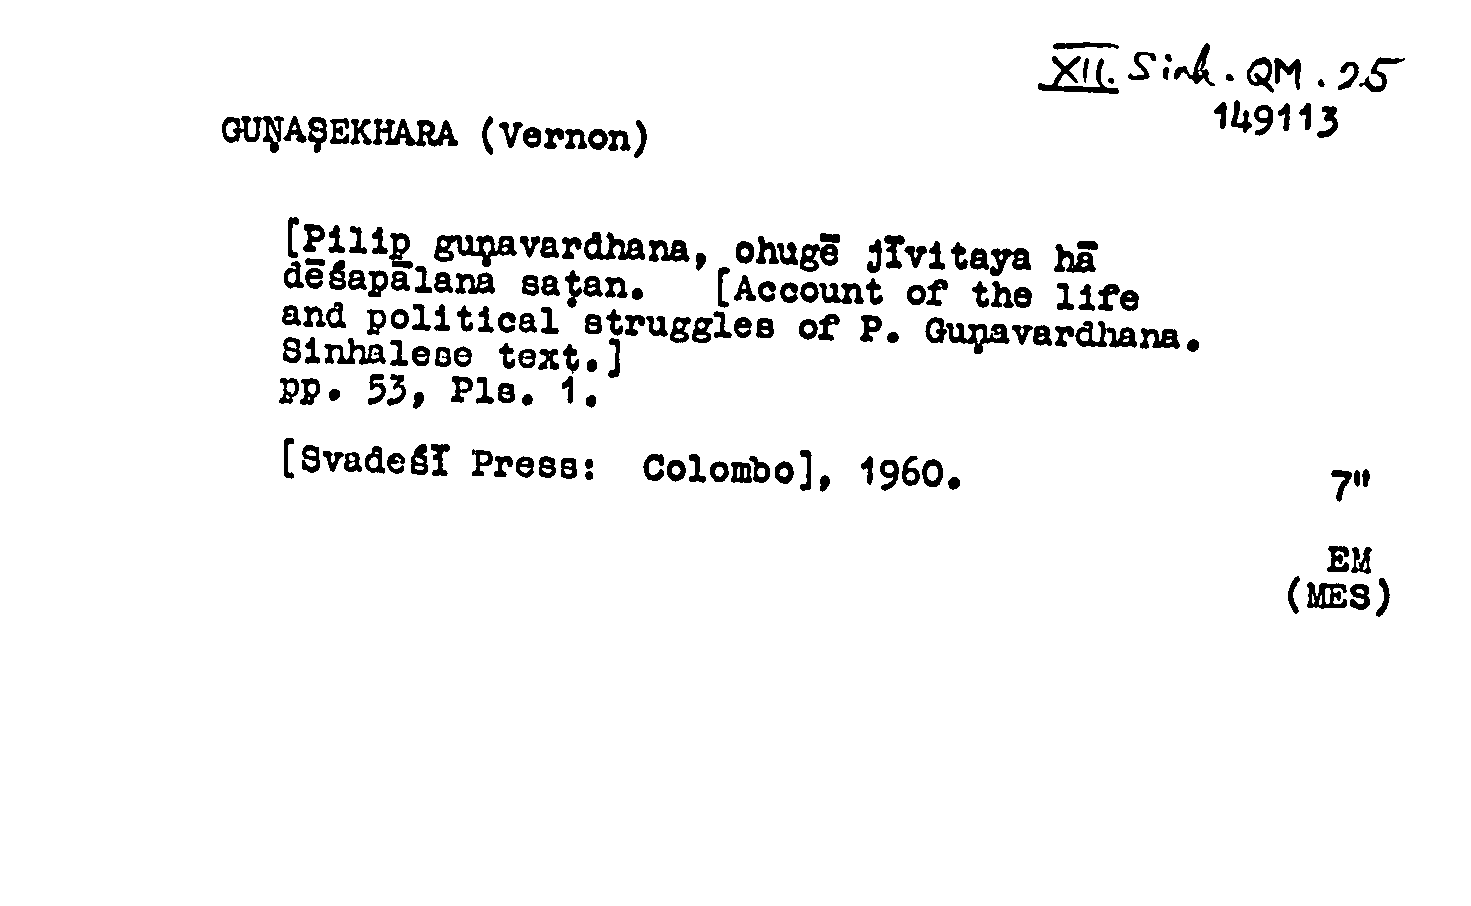 XII. Sinh. QM. 25
149113
GUṆAṢEKHARA (Vernon)
[Pilip guṇavardhana, ohugē jīvitaya hā
dēśapālana saṭan. [Account of the life
and political struggles of P. Guṇavardhana.
Sinhalese text.]
pp. 53, Pls. 1.
[Svadeśī Press: Colombo], 1960.
7"
EM
(MES)